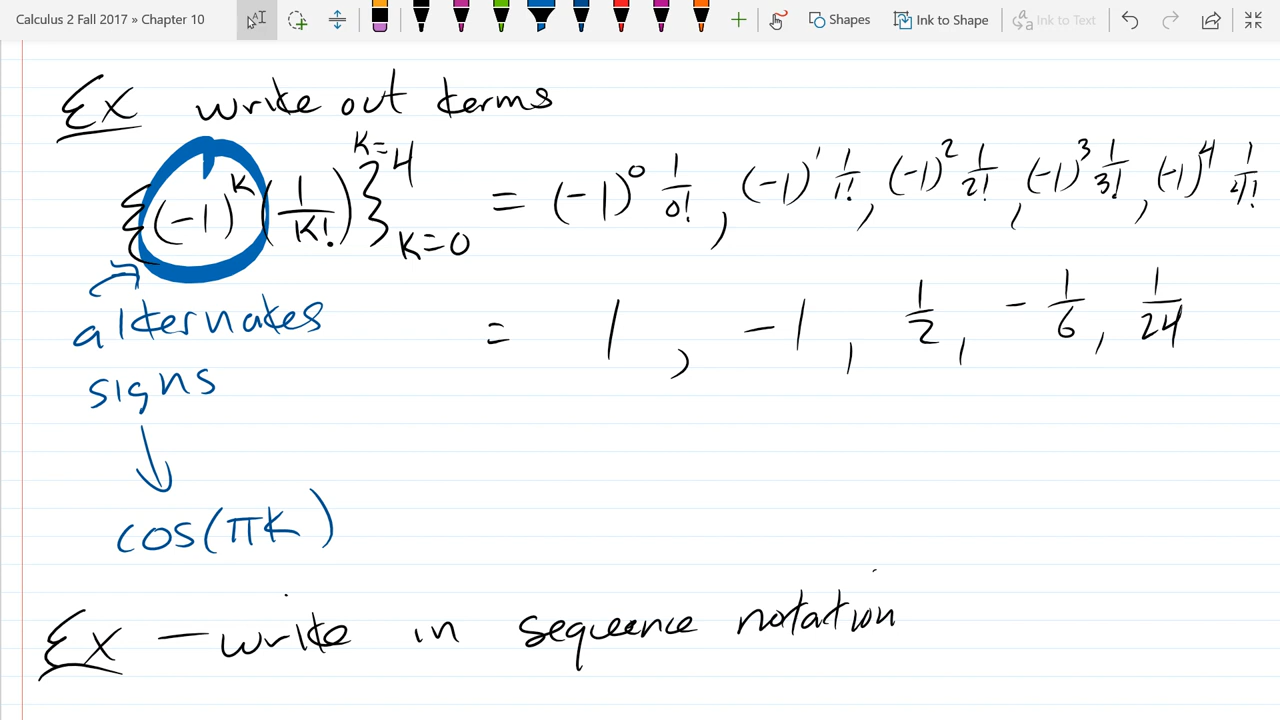 Calculus 2 Fall 2017 » Chapter 10
Shapes
Ink to Shape
Ink to Text
Ex write out terms
{(-1)^k (1/k!)}_{k=0}^{k=4} = (-1)^0 1/0!, (-1)^1 1/1!, (-1)^2 1/2!, (-1)^3 1/3!, (-1)^4 1/4!
= 1, -1, 1/2, -1/6, 1/24
alternates
signs
↓
cos(πk)
Ex - write in sequence notation